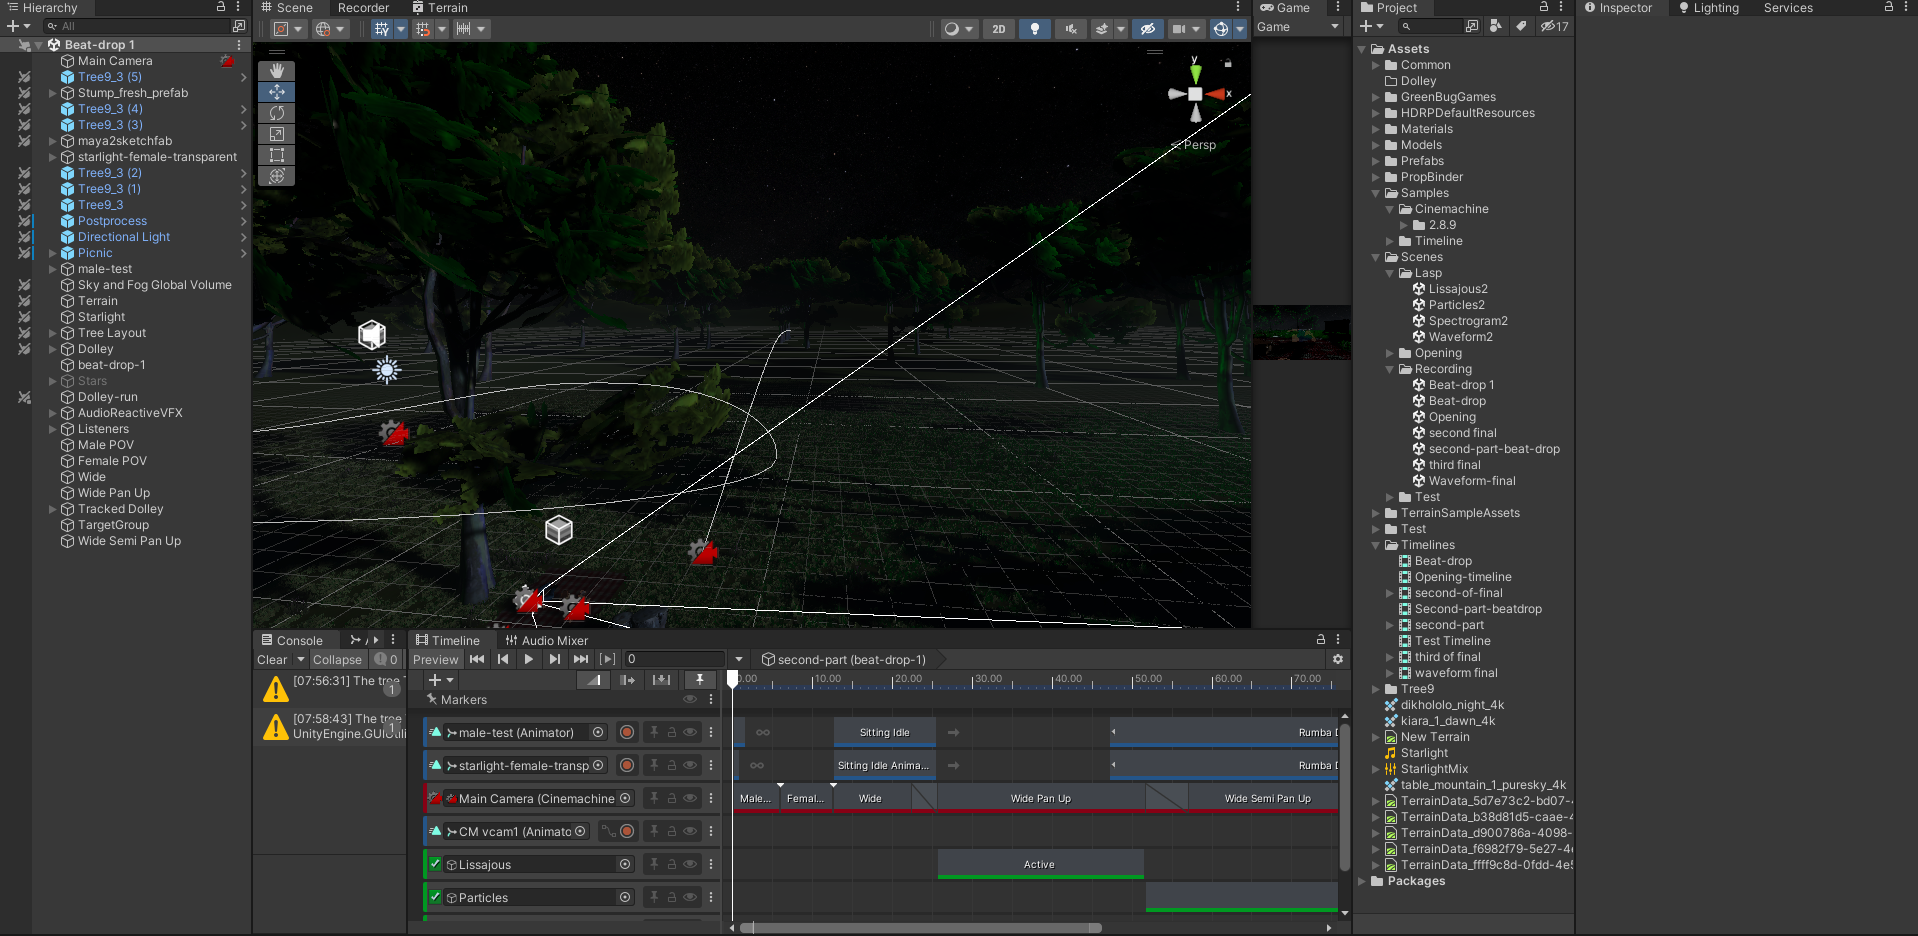 Hierarchy
All
Beat-drop 1
Main Camera
Tree9_3 (5)
Stump_fresh_prefab
Tree9_3 (4)
Tree9_3 (3)
maya2sketchfab
starlight-female-transparent
Tree9_3 (2)
Tree9_3 (1)
Tree9_3
Postprocess
Directional Light
Picnic
male-test
Sky and Fog Global Volume
Terrain
Starlight
Tree Layout
Dolley
beat-drop-1
Stars
Dolley-run
AudioReactiveVFX
Listeners
Male POV
Female POV
Wide
Wide Pan Up
Tracked Dolley
TargetGroup
Wide Semi Pan Up
Scene Recorder Terrain
2D
y
x
Persp
Game
Game
Console
Clear Collapse 0
[07:56:31] The tree
1
[07:58:43] The tree
UnityEngine.GUIUtili
1
Timeline Audio Mixer
Preview 0 second-part (beat-drop-1)
0.00 10.00 20.00 30.00 40.00 50.00 60.00 70.00
Markers
male-test (Animator) Sitting Idle Rumba D
starlight-female-transp Sitting Idle Anima... Rumba D
Main Camera (Cinemachine Male... Femal... Wide Wide Pan Up Wide Semi Pan Up
CM vcam1 (Animato
Lissajous Active
Particles
Project
17
Assets
Common
Dolley
GreenBugGames
HDRPDefaultResources
Materials
Models
Prefabs
PropBinder
Samples
Cinemachine
2.8.9
Timeline
Scenes
Lasp
Lissajous2
Particles2
Spectrogram2
Waveform2
Opening
Recording
Beat-drop 1
Beat-drop
Opening
second final
second-part-beat-drop
third final
Waveform-final
Test
TerrainSampleAssets
Test
Timelines
Beat-drop
Opening-timeline
second-of-final
Second-part-beatdrop
second-part
Test Timeline
third of final
waveform final
Tree9
dikhololo_night_4k
kiara_1_dawn_4k
New Terrain
Starlight
StarlightMix
table_mountain_1_puresky_4k
TerrainData_5d7e73c2-bd07-
TerrainData_b38d81d5-caae-4
TerrainData_d900786a-4098-
TerrainData_f6982f79-5e27-4
TerrainData_ffff9c8d-0fdd-4e5
Packages
Inspector Lighting Services